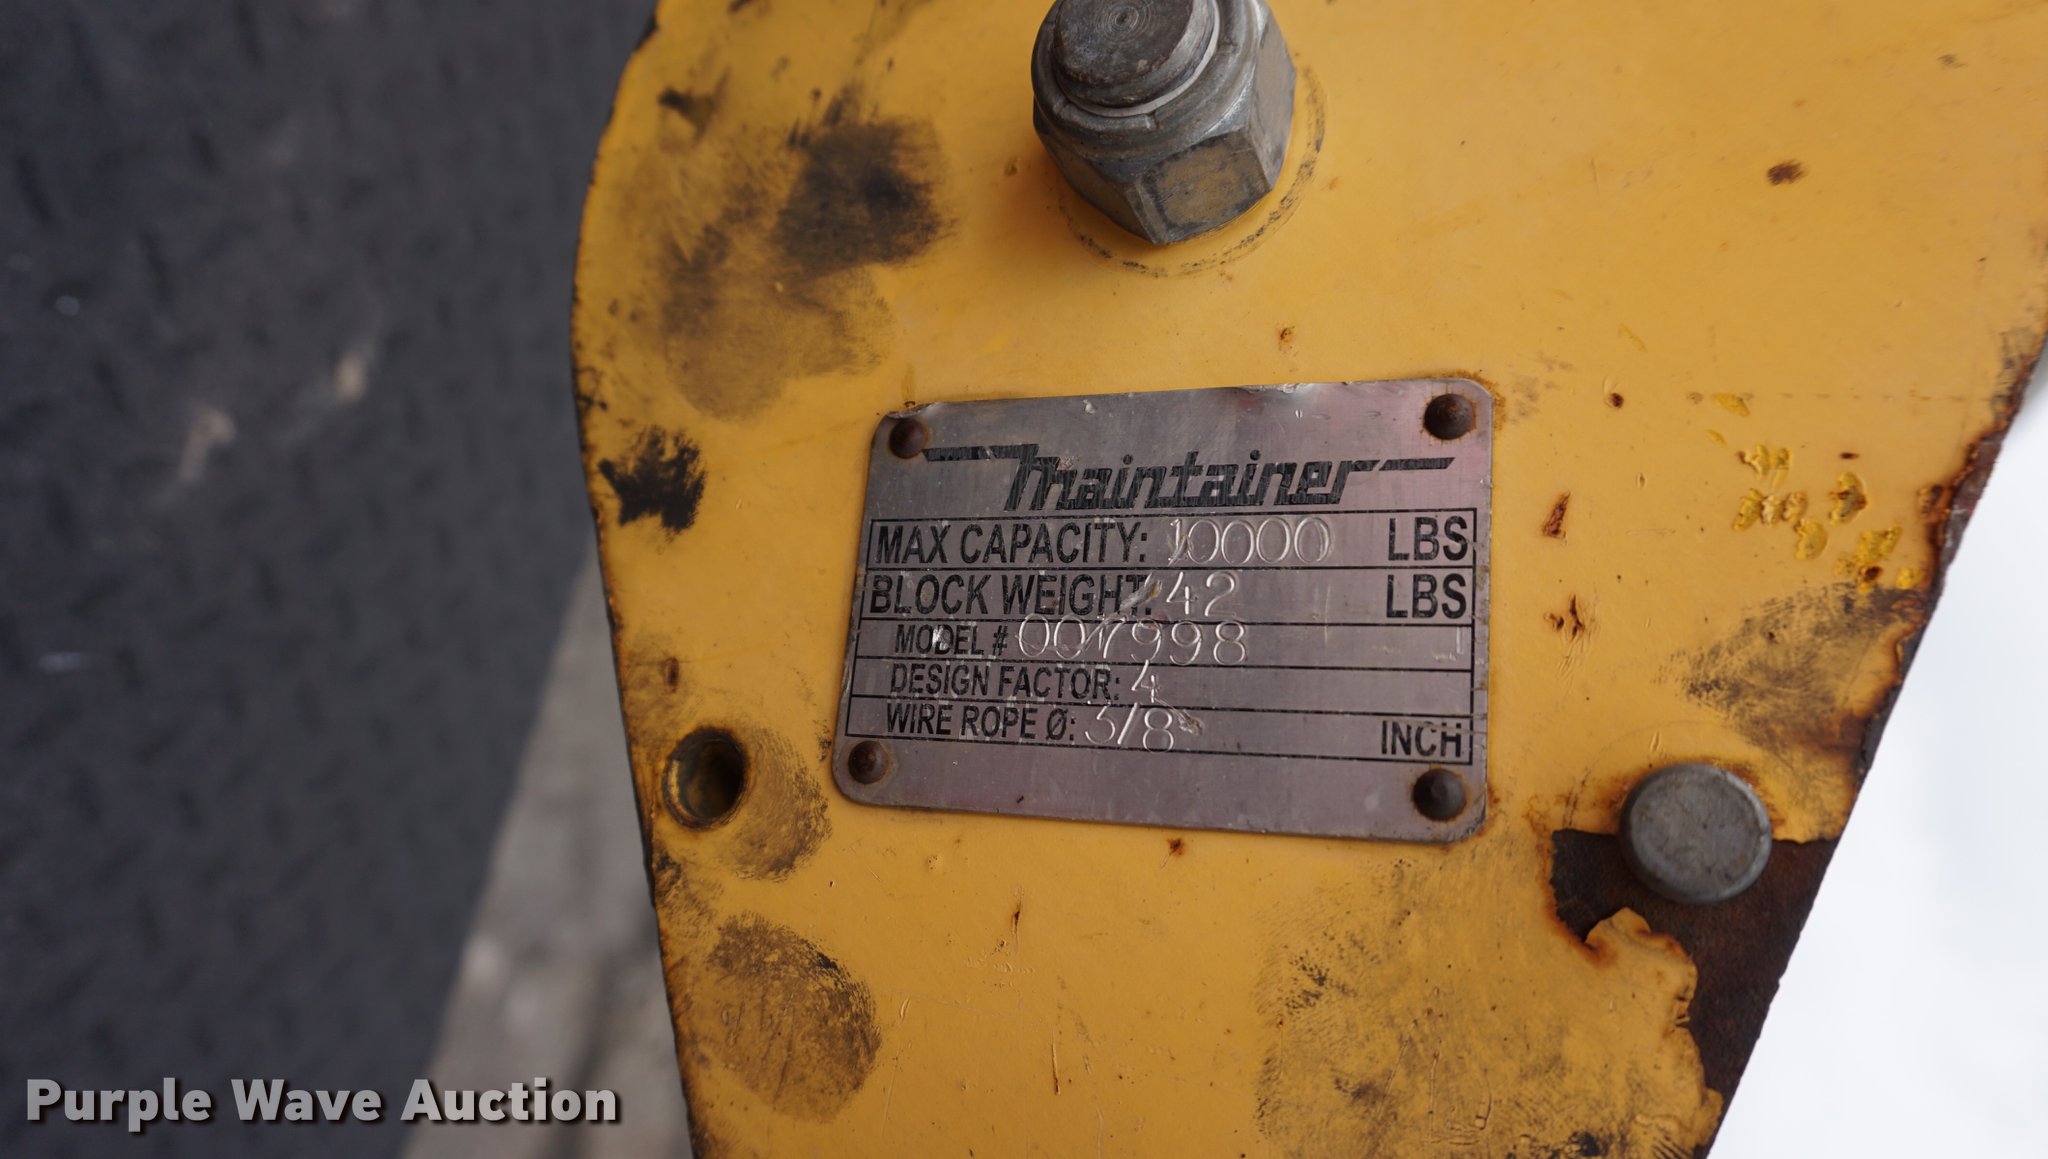 Maintainer
MAX CAPACITY: 10000 LBS
BLOCK WEIGHT: 42 LBS
MODEL # 007998
DESIGN FACTOR: 4
WIRE ROPE Ø: 3/8 INCH
Purple Wave Auction